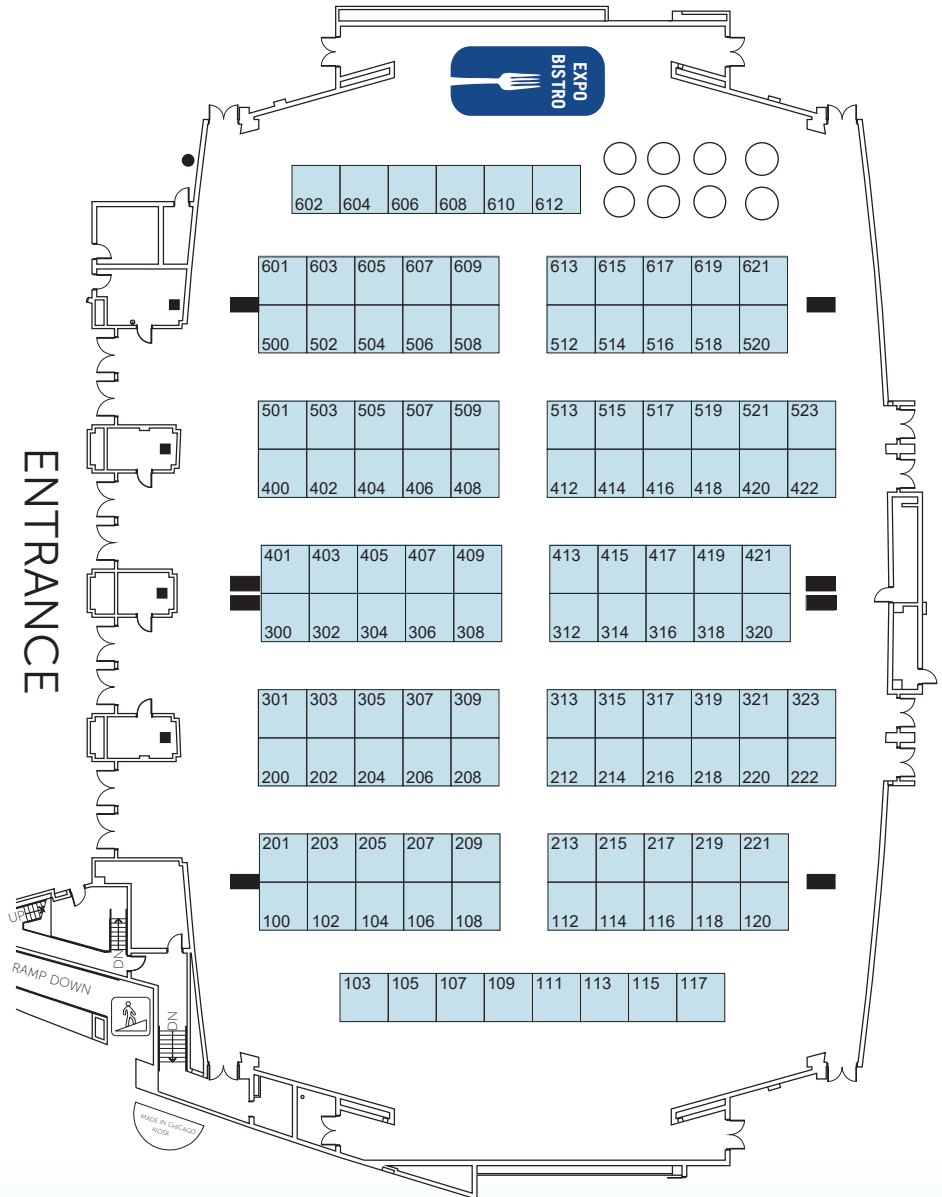 EXPO
BISTRO
602 604 606 608 610 612
601 603 605 607 609 613 615 617 619 621
500 502 504 506 508 512 514 516 518 520
501 503 505 507 509 513 515 517 519 521 523
400 402 404 406 408 412 414 416 418 420 422
ENTRANCE
401 403 405 407 409 413 415 417 419 421
300 302 304 306 308 312 314 316 318 320
301 303 305 307 309 313 315 317 319 321 323
200 202 204 206 208 212 214 216 218 220 222
201 203 205 207 209 213 215 217 219 221
100 102 104 106 108 112 114 116 118 120
UP
DN
RAMP DOWN
103 105 107 109 111 113 115 117
DN
MADE IN CHICAGO
KIOSK